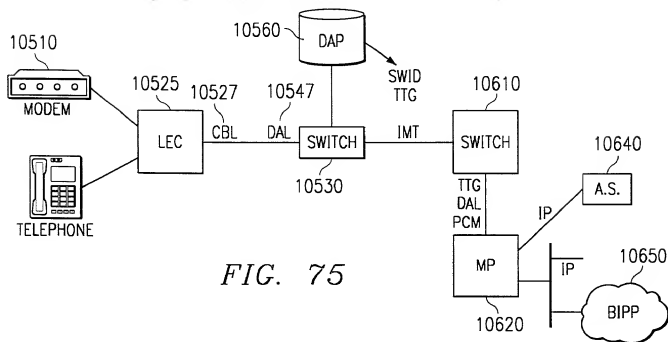 10510
MODEM
TELEPHONE
10525
LEC
10527
CBL
10547
DAL
10560
DAP
SWID
TTG
SWITCH
10530
IMT
10610
SWITCH
TTG
DAL
PCM
MP
10620
IP
10640
A.S.
iP
10650
BIPP
FIG. 75